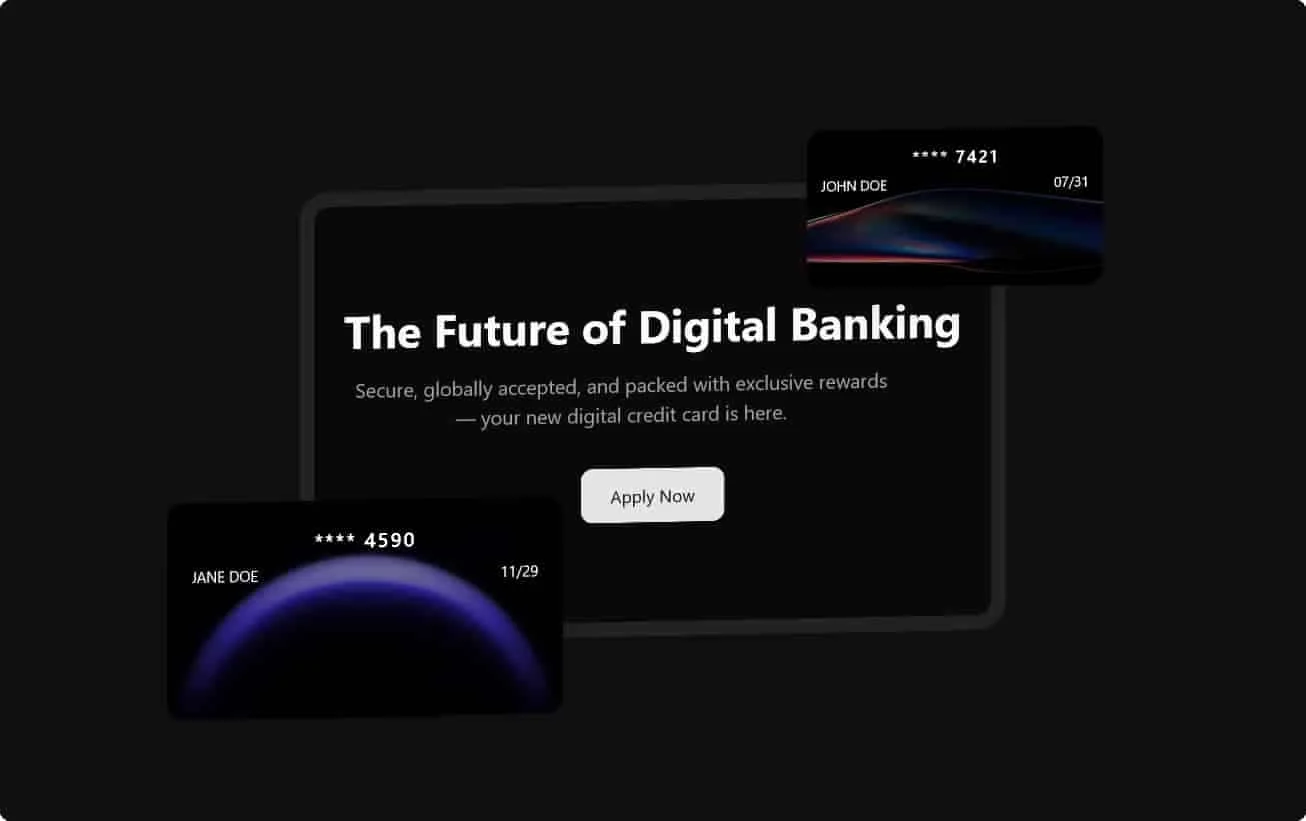 **** 7421
JOHN DOE
07/31
The Future of Digital Banking
Secure, globally accepted, and packed with exclusive rewards
— your new digital credit card is here.
Apply Now
**** 4590
JANE DOE
11/29